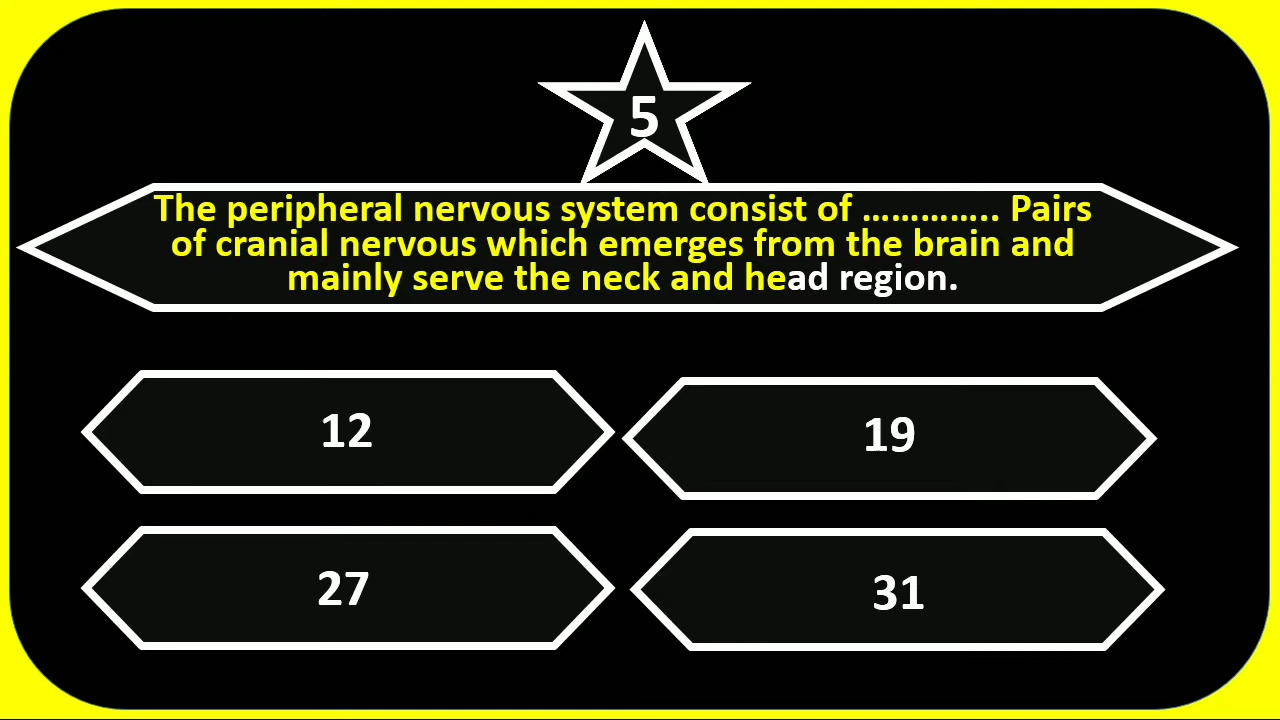 5
The peripheral nervous system consist of ………….. Pairs
of cranial nervous which emerges from the brain and
mainly serve the neck and head region.
12
19
27
31